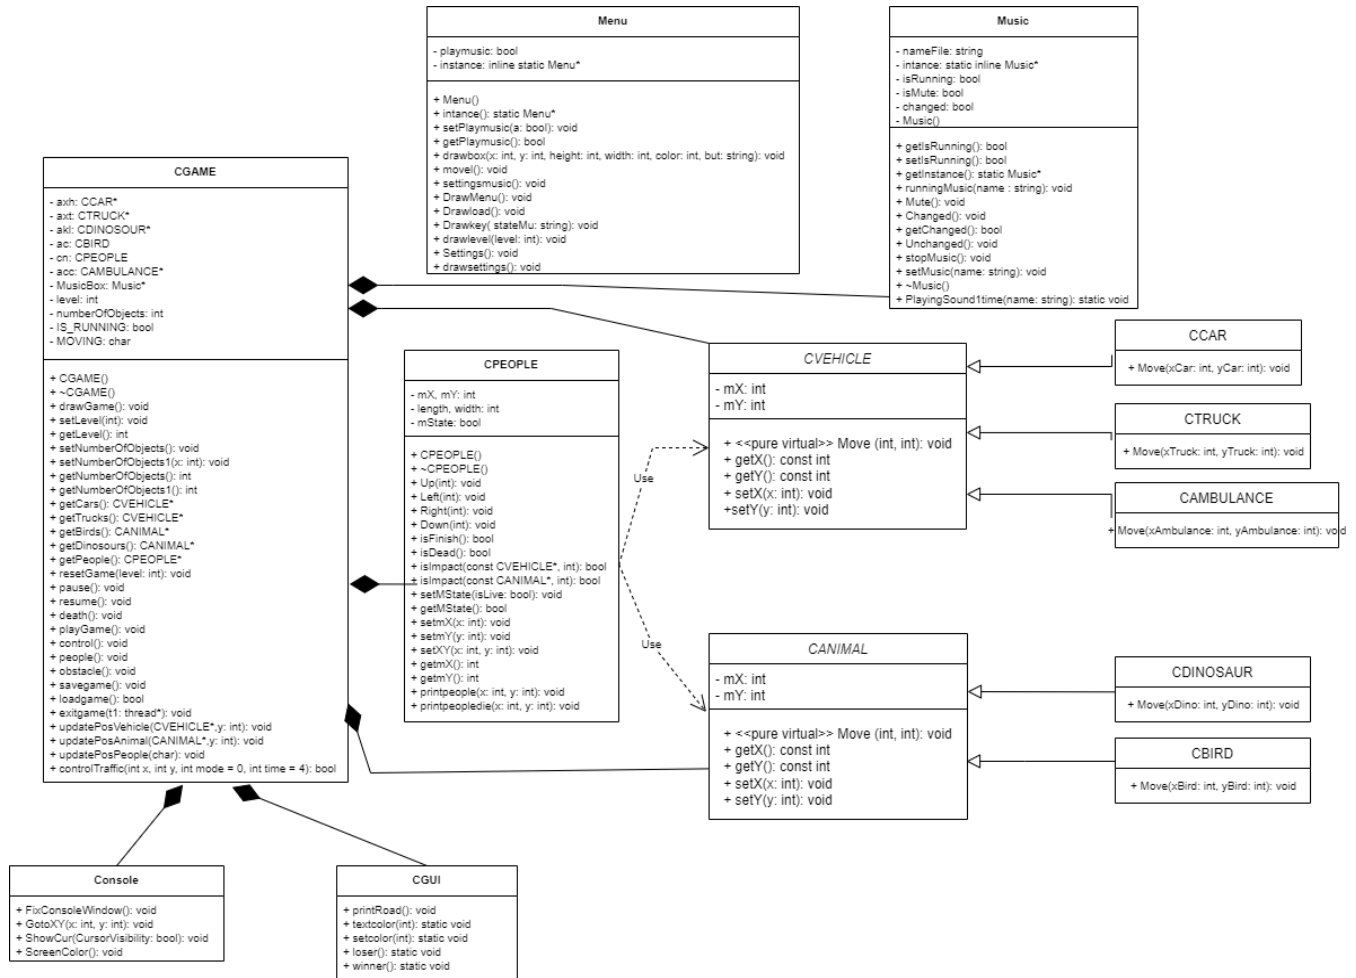 Menu
- playmusic: bool
- instance: inline static Menu*
+ Menu()
+ intance(): static Menu*
+ setPlaymusic(a: bool): void
+ getPlaymusic(): bool
+ drawbox(x: int, y: int, height: int, width: int, color: int, but: string): void
+ movel(): void
+ settingsmusic(): void
+ DrawMenu(): void
+ Drawload(): void
+ Drawkey( stateMu: string): void
+ drawlevel(level: int): void
+ Settings(): void
+ drawsettings(): void
Music
- nameFile: string
- intance: static inline Music*
- isRunning: bool
- isMute: bool
- changed: bool
- Music()
+ getIsRunning(): bool
+ setIsRunning(): bool
+ getInstance(): static Music*
+ runningMusic(name : string): void
+ Mute(): void
+ Changed(): void
+ getChanged(): bool
+ Unchanged(): void
+ stopMusic(): void
+ setMusic(name: string): void
+ ~Music()
+ PlayingSound1time(name: string): static void
CGAME
- axh: CCAR*
- axt: CTRUCK*
- akl: CDINOSOUR*
- ac: CBIRD
- cn: CPEOPLE
- acc: CAMBULANCE*
- MusicBox: Music*
- level: int
- numberOfObjects: int
- IS_RUNNING: bool
- MOVING: char
+ CGAME()
+ ~CGAME()
+ drawGame(): void
+ setLevel(int): void
+ getLevel(): int
+ setNumberOfObjects(): void
+ setNumberOfObjects1(x: int): void
+ getNumberOfObjects(): int
+ getNumberOfObjects1(): int
+ getCars(): CVEHICLE*
+ getTrucks(): CVEHICLE*
+ getBirds(): CANIMAL*
+ getDinosours(): CANIMAL*
+ getPeople(): CPEOPLE*
+ resetGame(level: int): void
+ pause(): void
+ resume(): void
+ death(): void
+ playGame(): void
+ control(): void
+ people(): void
+ obstacle(): void
+ savegame(): void
+ loadgame(): bool
+ exitgame(t1: thread*): void
+ updatePosVehicle(CVEHICLE*,y: int): void
+ updatePosAnimal(CANIMAL*,y: int): void
+ updatePosPeople(char): void
+ controlTraffic(int x, int y, int mode = 0, int time = 4): bool
CPEOPLE
- mX, mY: int
- length, width: int
- mState: bool
+ CPEOPLE()
+ ~CPEOPLE()
+ Up(int): void
+ Left(int): void
+ Right(int): void
+ Down(int): void
+ isFinish(): bool
+ isDead(): bool
+ isImpact(const CVEHICLE*, int): bool
+ isImpact(const CANIMAL*, int): bool
+ setMState(isLive: bool): void
+ getMState(): bool
+ setmX(x: int): void
+ setmY(y: int): void
+ setXY(x: int, y: int): void
+ getmX(): int
+ getmY(): int
+ printpeople(x: int, y: int): void
+ printpeopledie(x: int, y: int): void
Use
Use
CVEHICLE
- mX: int
- mY: int
+ <<pure virtual>> Move (int, int): void
+ getX(): const int
+ getY(): const int
+ setX(x: int): void
+setY(y: int): void
CCAR
+ Move(xCar: int, yCar: int): void
CTRUCK
+ Move(xTruck: int, yTruck: int): void
CAMBULANCE
+ Move(xAmbulance: int, yAmbulance: int): void
CANIMAL
- mX: int
- mY: int
+ <<pure virtual>> Move (int, int): void
+ getX(): const int
+ getY(): const int
+ setX(x: int): void
+ setY(y: int): void
CDINOSAUR
+ Move(xDino: int, yDino: int): void
CBIRD
+ Move(xBird: int, yBird: int): void
Console
+ FixConsoleWindow(): void
+ GotoXY(x: int, y: int): void
+ ShowCur(CursorVisibility: bool): void
+ ScreenColor(): void
CGUI
+ printRoad(): void
+ textcolor(int): static void
+ setcolor(int): static void
+ loser(): static void
+ winner(): static void